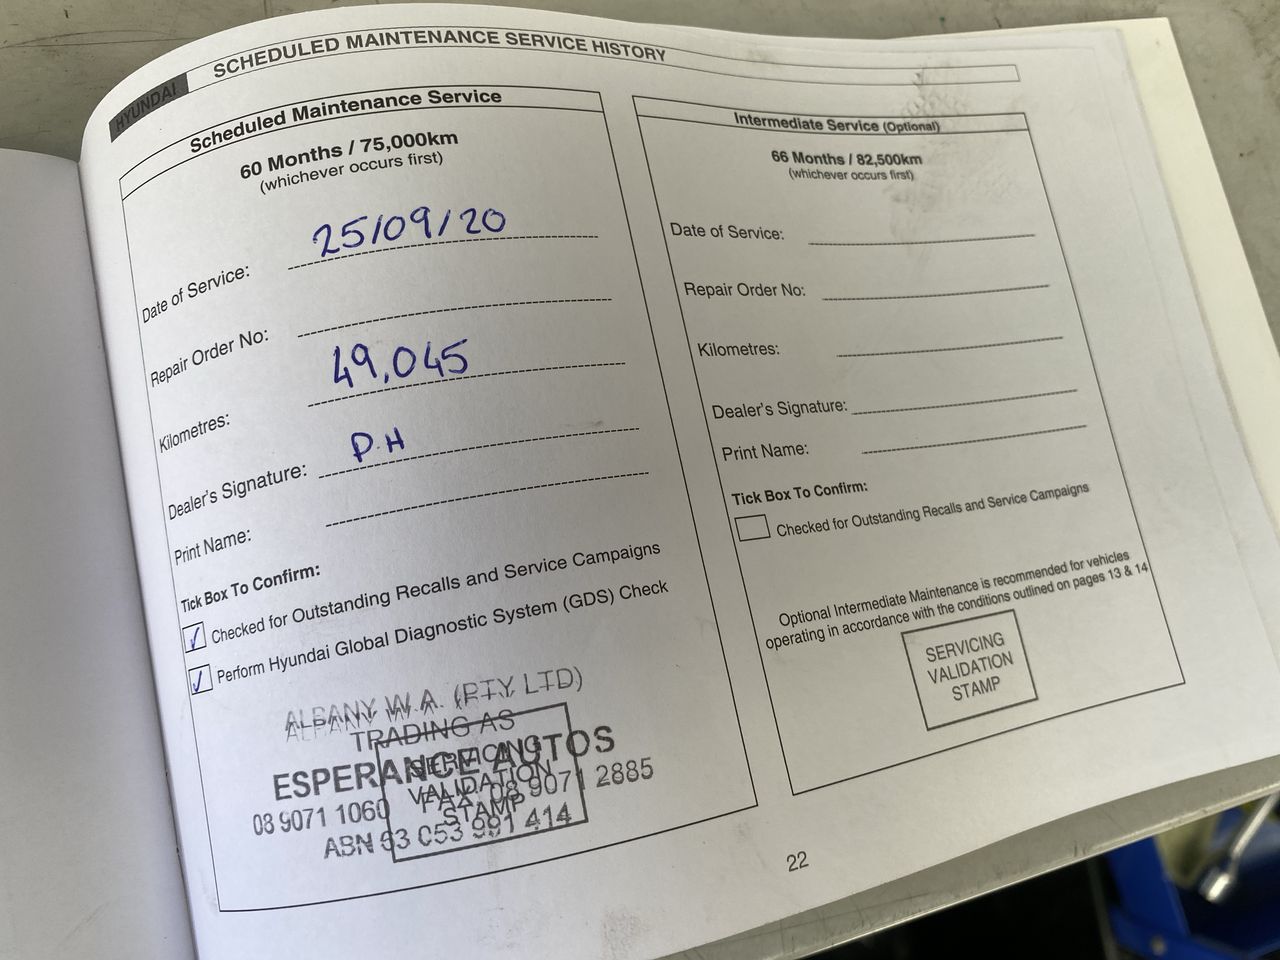 HYUNDAI
SCHEDULED MAINTENANCE SERVICE HISTORY
Scheduled Maintenance Service
60 Months / 75,000km
(whichever occurs first)
Date of Service: 25/09/20
Repair Order No:
Kilometres: 49,045
Dealer's Signature: P.H
Print Name:
Tick Box To Confirm:
Checked for Outstanding Recalls and Service Campaigns
Perform Hyundai Global Diagnostic System (GDS) Check
ALBANY W.A. (PTY LTD)
TRADING AS
ESPERANCE AUTOS
08 9071 1060 FAX 08 9071 2885
ABN 53 053 991 414
SERVICING
VALIDATION
STAMP
Intermediate Service (Optional)
66 Months / 82,500km
(whichever occurs first)
Date of Service:
Repair Order No:
Kilometres:
Dealer's Signature:
Print Name:
Tick Box To Confirm:
Checked for Outstanding Recalls and Service Campaigns
Optional Intermediate Maintenance is recommended for vehicles
operating in accordance with the conditions outlined on pages 13 & 14
SERVICING
VALIDATION
STAMP
22